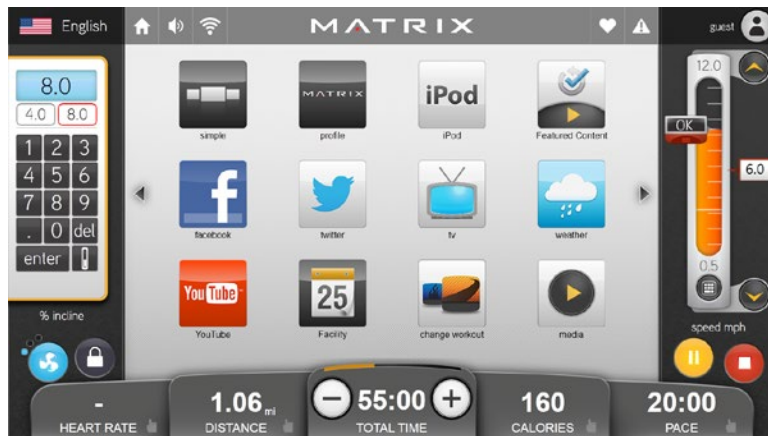 English
MATRIX
guest
8.0
4.0 8.0
1 2 3
4 5 6
7 8 9
. 0 del
enter
% incline
MATRIX
iPod
simple
profile
iPod
Featured Content
facebook
twitter
tv
weather
You Tube
25
YouTube
Facility
change workout
media
12.0
OK
6.0
0.5
speed mph
-
HEART RATE
1.06 mi
DISTANCE
55:00
TOTAL TIME
160
CALORIES
20:00
PACE